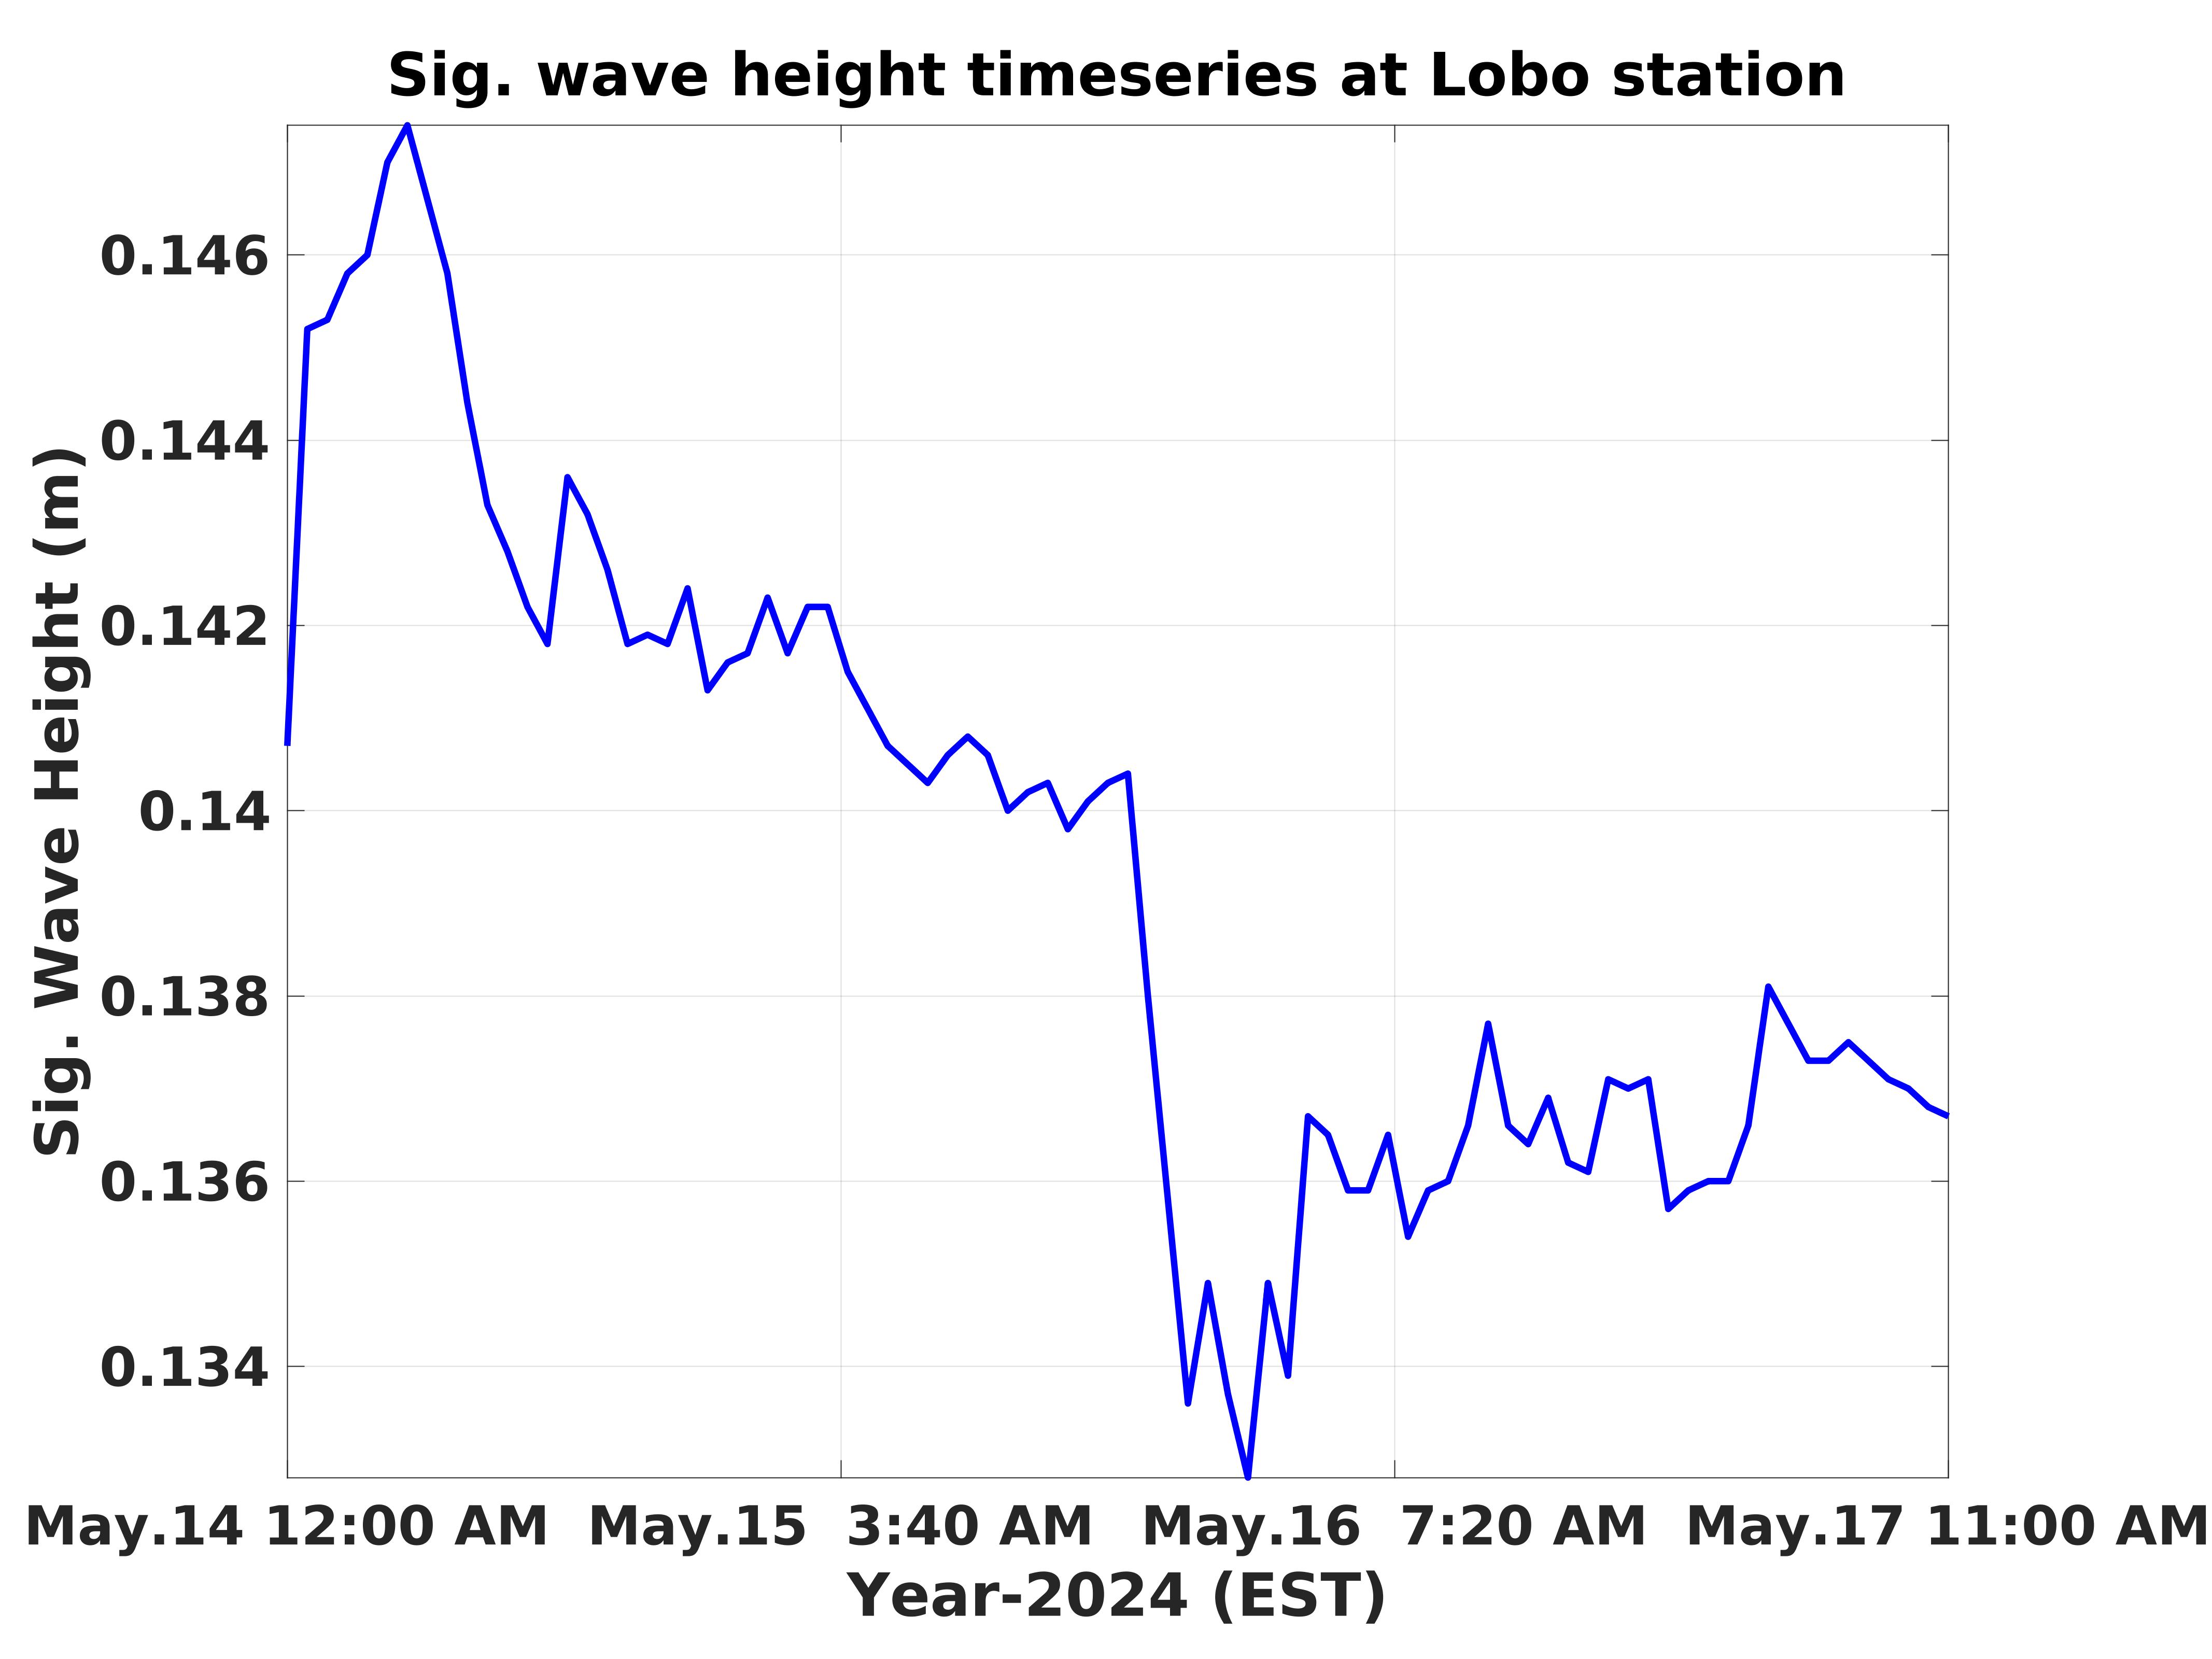 Sig. wave height timeseries at Lobo station
Sig. Wave Height (m)
0.146
0.144
0.142
0.14
0.138
0.136
0.134
May.14 12:00 AM May.15 3:40 AM May.16 7:20 AM May.17 11:00 AM
Year-2024 (EST)